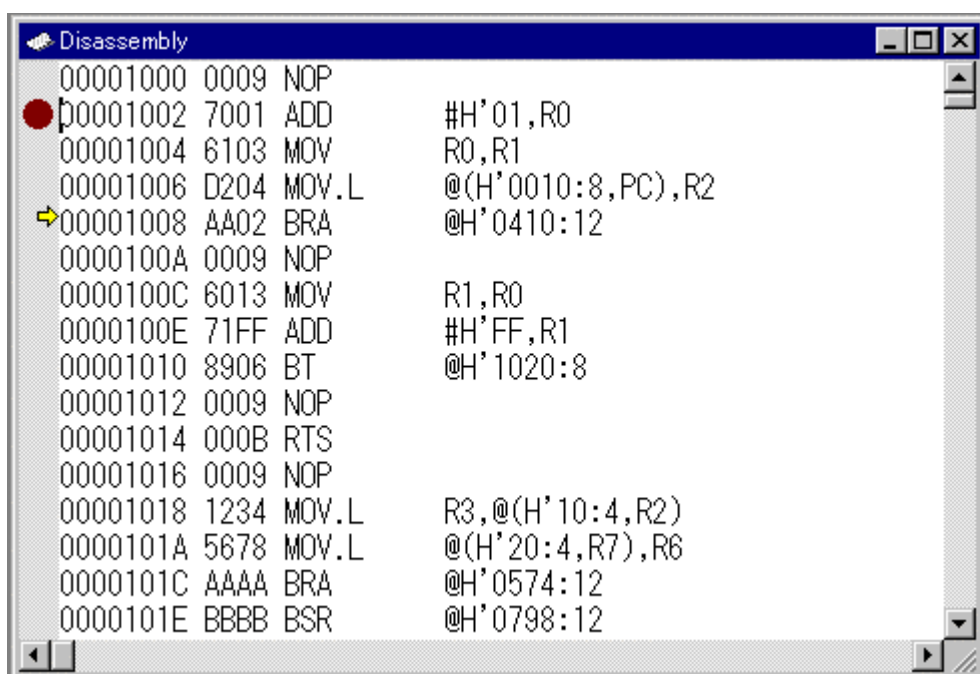 Disassembly
00001000 0009 NOP
00001002 7001 ADD #H'01,R0
00001004 6103 MOV R0,R1
00001006 D204 MOV.L @(H'0010:8,PC),R2
00001008 AA02 BRA @H'0410:12
0000100A 0009 NOP
0000100C 6013 MOV R1,R0
0000100E 71FF ADD #H'FF,R1
00001010 8906 BT @H'1020:8
00001012 0009 NOP
00001014 000B RTS
00001016 0009 NOP
00001018 1234 MOV.L R3,@(H'10:4,R2)
0000101A 5678 MOV.L @(H'20:4,R7),R6
0000101C AAAA BRA @H'0574:12
0000101E BBBB BSR @H'0798:12